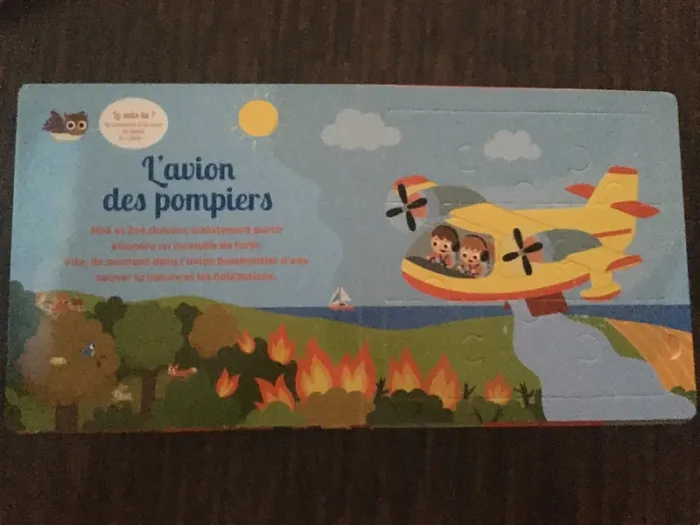 Le sais-tu ?
L'avion
des pompiers
Milo et Zoé doivent maintenant partir
éteindre un incendie de forêt.
Vite, ils montent dans l'avion bombardier d'eau
sauver la nature et les habitations.